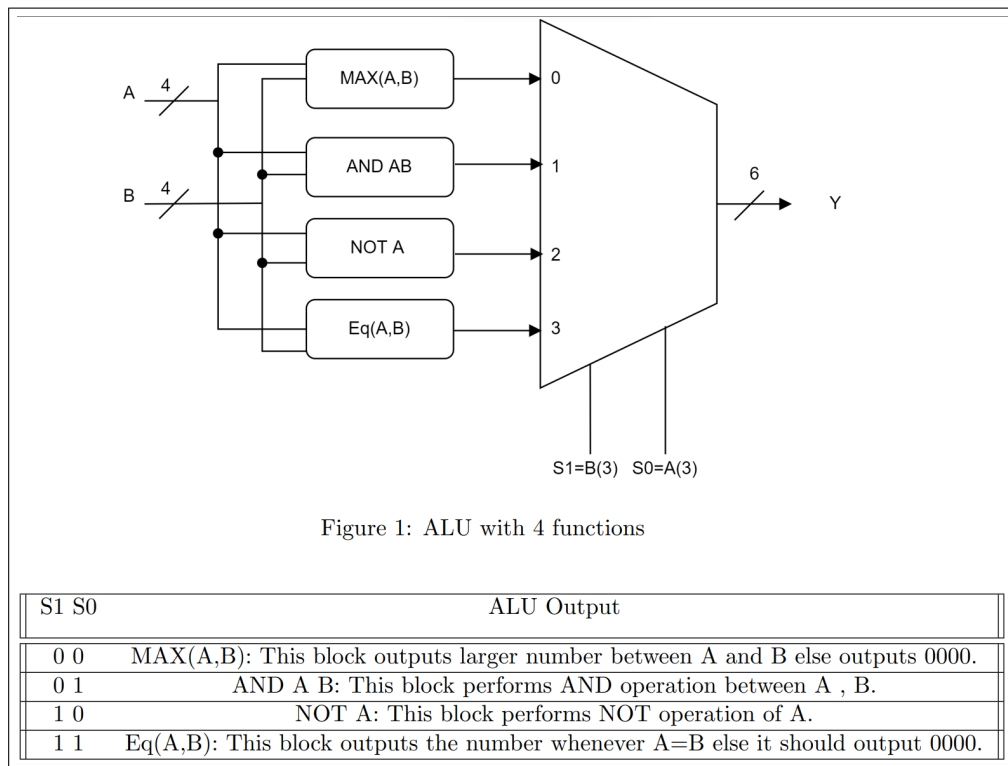 MAX(A,B)
0
A
4
AND AB
1
6
B
4
Y
NOT A
2
Eq(A,B)
3
S1=B(3) S0=A(3)
Figure 1: ALU with 4 functions
S1 S0 ALU Output
0 0 MAX(A,B): This block outputs larger number between A and B else outputs 0000.
0 1 AND A B: This block performs AND operation between A , B.
1 0 NOT A: This block performs NOT operation of A.
1 1 Eq(A,B): This block outputs the number whenever A=B else it should output 0000.